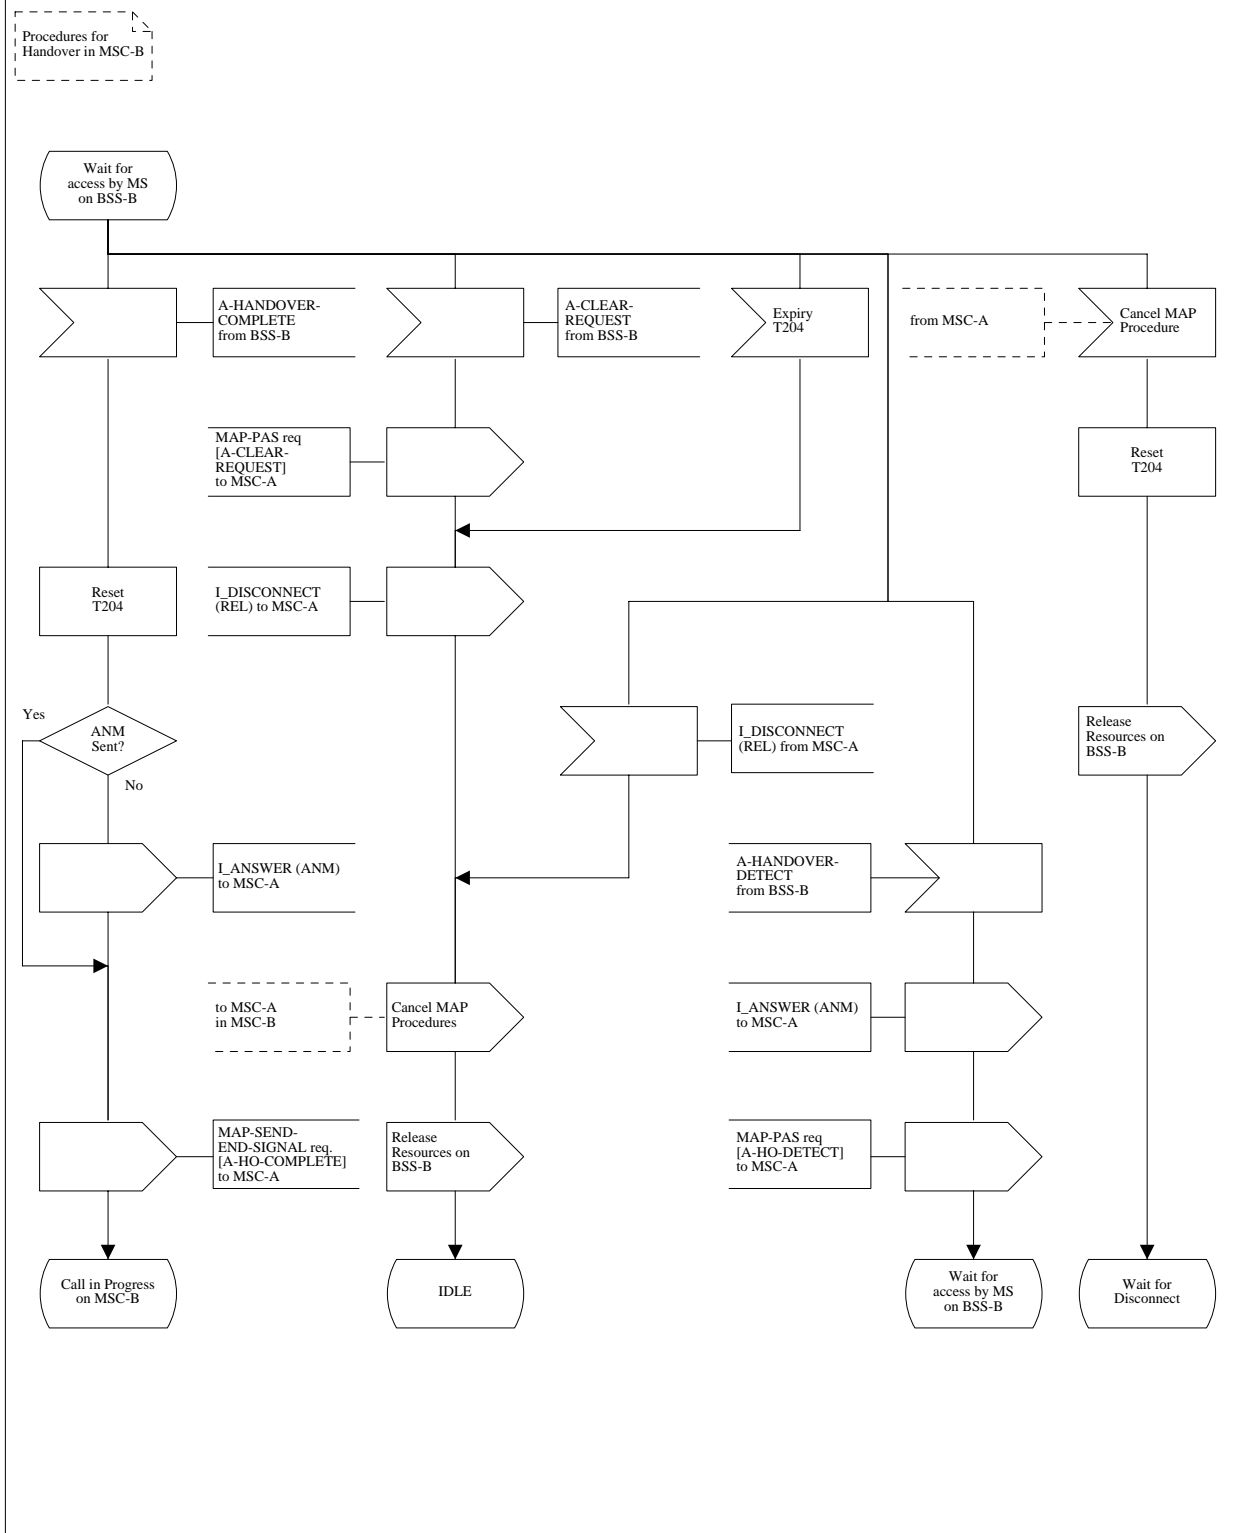 Procedures for
Handover in MSC-B
Wait for
access by MS
on BSS-B
A-HANDOVER-
COMPLETE
from BSS-B
A-CLEAR-
REQUEST
from BSS-B
Expiry
T204
from MSC-A
Cancel MAP
Procedure
MAP-PAS req
[A-CLEAR-
REQUEST]
to MSC-A
Reset
T204
Reset
T204
I_DISCONNECT
(REL) to MSC-A
Yes
ANM
Sent?
No
I_DISCONNECT
(REL) from MSC-A
Release
Resources on
BSS-B
I_ANSWER (ANM)
to MSC-A
A-HANDOVER-
DETECT
from BSS-B
to MSC-A
in MSC-B
Cancel MAP
Procedures
I_ANSWER (ANM)
to MSC-A
MAP-SEND-
END-SIGNAL req.
[A-HO-COMPLETE]
to MSC-A
Release
Resources on
BSS-B
MAP-PAS req
[A-HO-DETECT]
to MSC-A
Call in Progress
on MSC-B
IDLE
Wait for
access by MS
on BSS-B
Wait for
Disconnect